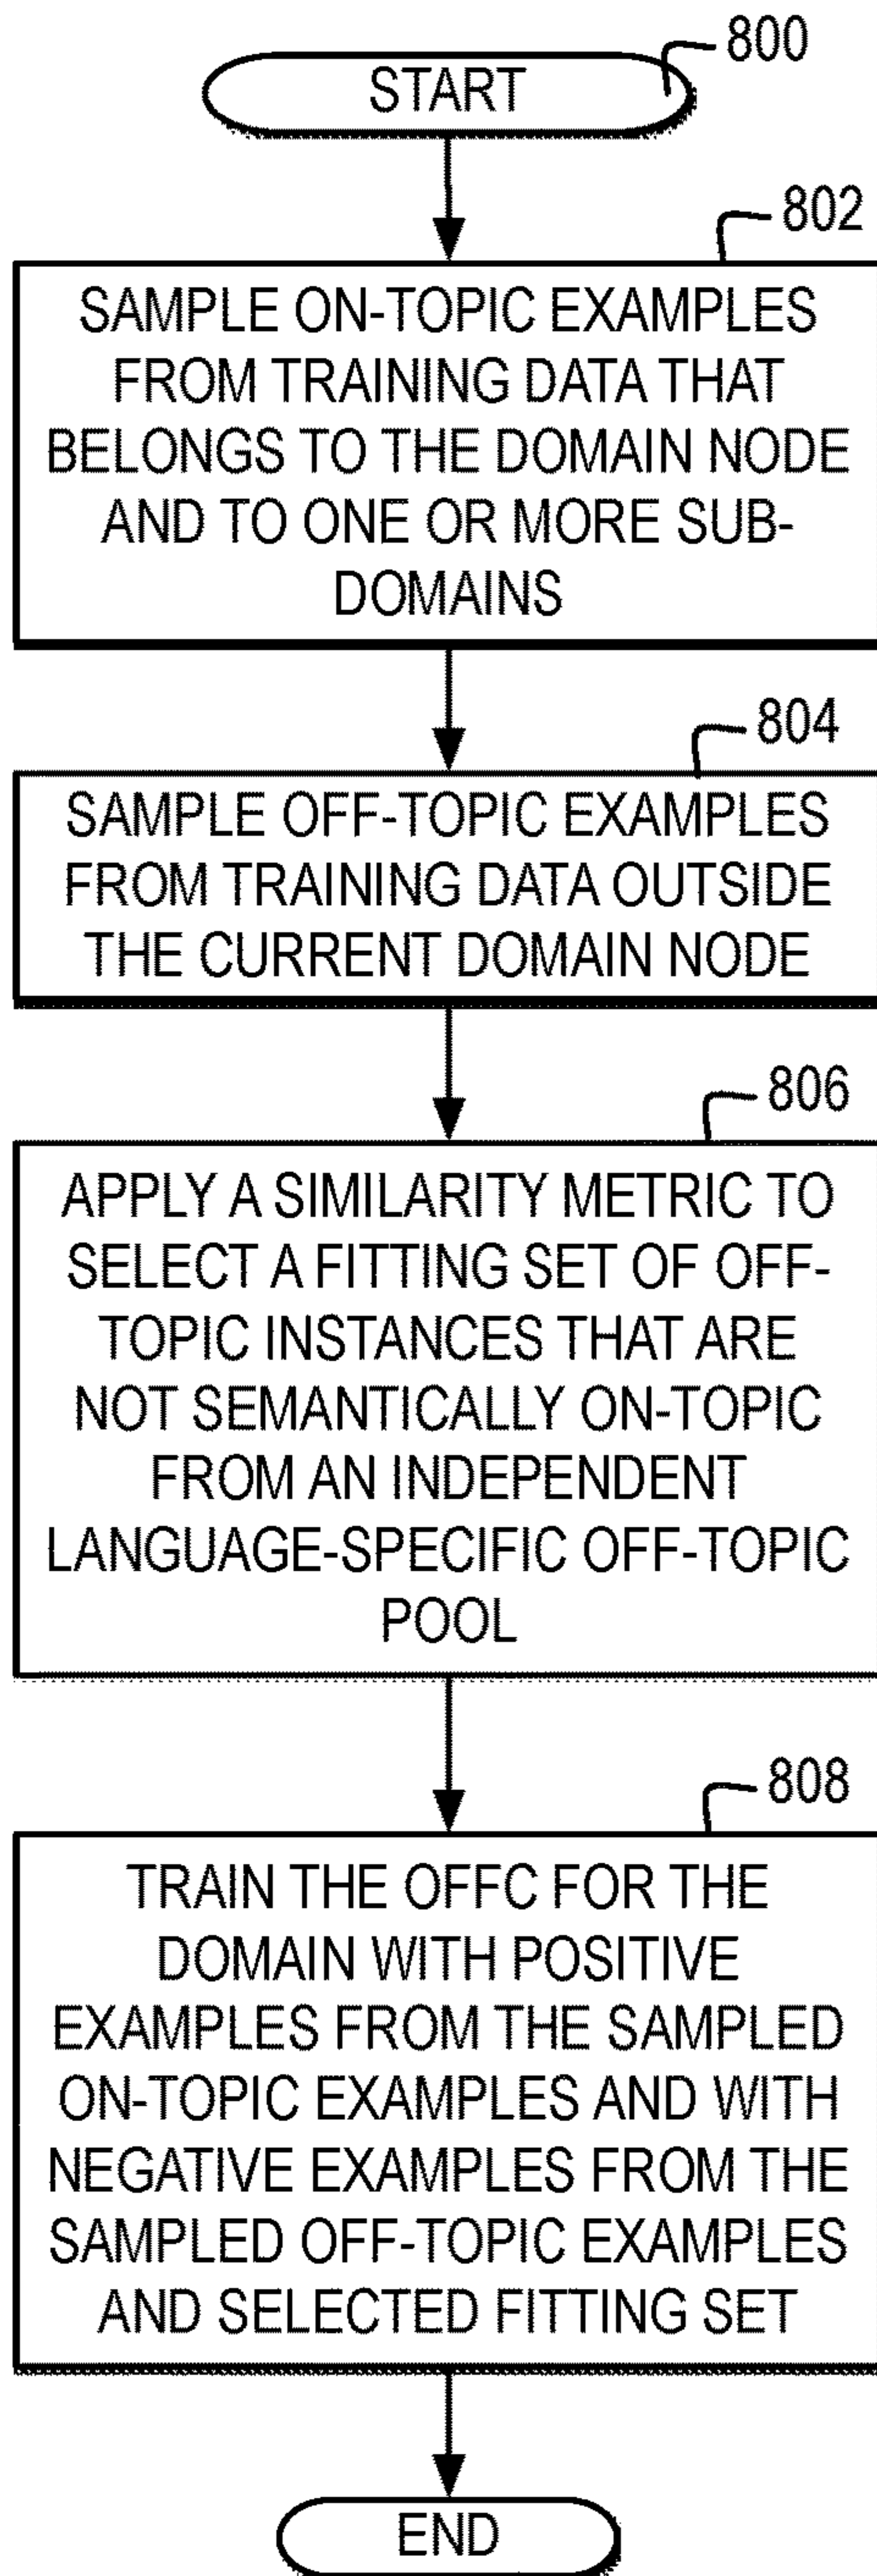 800
START
802
SAMPLE ON-TOPIC EXAMPLES
FROM TRAINING DATA THAT
BELONGS TO THE DOMAIN NODE
AND TO ONE OR MORE SUB-
DOMAINS
804
SAMPLE OFF-TOPIC EXAMPLES
FROM TRAINING DATA OUTSIDE
THE CURRENT DOMAIN NODE
806
APPLY A SIMILARITY METRIC TO
SELECT A FITTING SET OF OFF-
TOPIC INSTANCES THAT ARE
NOT SEMANTICALLY ON-TOPIC
FROM AN INDEPENDENT
LANGUAGE-SPECIFIC OFF-TOPIC
POOL
808
TRAIN THE OFFC FOR THE
DOMAIN WITH POSITIVE
EXAMPLES FROM THE SAMPLED
ON-TOPIC EXAMPLES AND WITH
NEGATIVE EXAMPLES FROM THE
SAMPLED OFF-TOPIC EXAMPLES
AND SELECTED FITTING SET
END